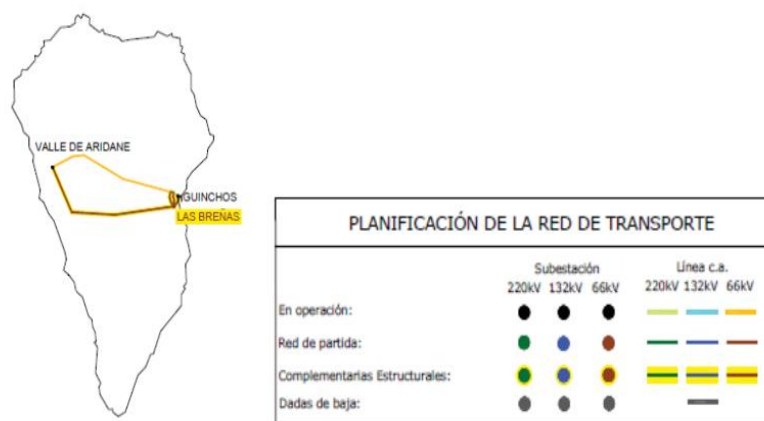 VALLE DE ARIDANE
GUINCHOS
LAS BREÑAS
PLANIFICACIÓN DE LA RED DE TRANSPORTE
Subestación Línea c.a.
220kV 132kV 66kV 220kV 132kV 66kV
En operación:
Red de partida:
Complementarias Estructurales:
Dadas de baja: